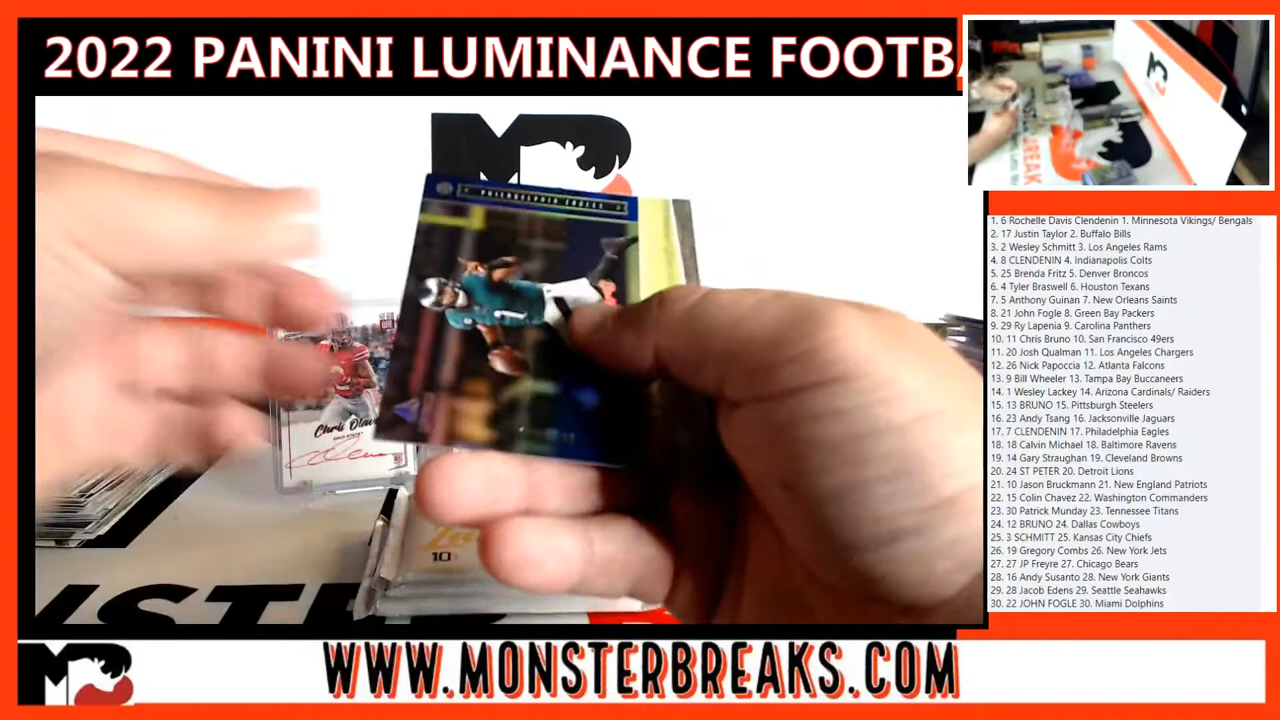 2022 PANINI LUMINANCE FOOTBA
PHILADELPHIA EAGLES
1
Chris Olave
10
1. 6 Rochelle Davis Clendenin 1. Minnesota Vikings/ Bengals
2. 17 Justin Taylor 2. Buffalo Bills
3. 2 Wesley Schmitt 3. Los Angeles Rams
4. 8 CLENDENIN 4. Indianapolis Colts
5. 25 Brenda Fritz 5. Denver Broncos
6. 4 Tyler Braswell 6. Houston Texans
7. 5 Anthony Guinan 7. New Orleans Saints
8. 21 John Fogle 8. Green Bay Packers
9. 29 Ry Lapenia 9. Carolina Panthers
10. 11 Chris Bruno 10. San Francisco 49ers
11. 20 Josh Qualman 11. Los Angeles Chargers
12. 26 Nick Papoccia 12. Atlanta Falcons
13. 9 Bill Wheeler 13. Tampa Bay Buccaneers
14. 1 Wesley Lackey 14. Arizona Cardinals/ Raiders
15. 13 BRUNO 15. Pittsburgh Steelers
16. 23 Andy Tsang 16. Jacksonville Jaguars
17. 7 CLENDENIN 17. Philadelphia Eagles
18. 18 Calvin Michael 18. Baltimore Ravens
19. 14 Gary Straughan 19. Cleveland Browns
20. 24 ST PETER 20. Detroit Lions
21. 10 Jason Bruckmann 21. New England Patriots
22. 15 Colin Chavez 22. Washington Commanders
23. 30 Patrick Munday 23. Tennessee Titans
24. 12 BRUNO 24. Dallas Cowboys
25. 3 SCHMITT 25. Kansas City Chiefs
26. 19 Gregory Combs 26. New York Jets
27. 27 JP Freyre 27. Chicago Bears
28. 16 Andy Susanto 28. New York Giants
29. 28 Jacob Edens 29. Seattle Seahawks
30. 22 JOHN FOGLE 30. Miami Dolphins
WWW.MONSTERBREAKS.COM